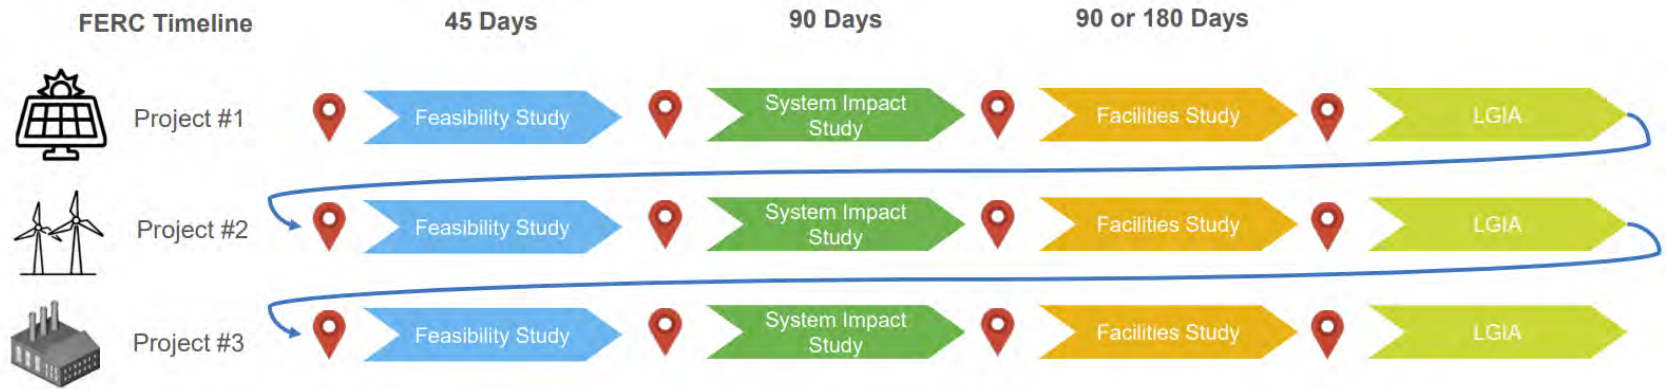 FERC Timeline 45 Days 90 Days 90 or 180 Days
Project #1 Feasibility Study System Impact
Study Facilities Study LGIA
Project #2 Feasibility Study System Impact
Study Facilities Study LGIA
Project #3 Feasibility Study System Impact
Study Facilities Study LGIA